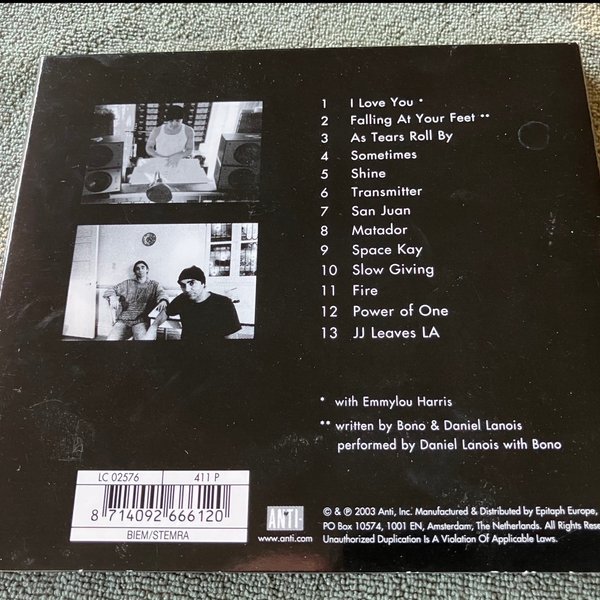 1 I Love You *
2 Falling At Your Feet **
3 As Tears Roll By
4 Sometimes
5 Shine
6 Transmitter
7 San Juan
8 Matador
9 Space Kay
10 Slow Giving
11 Fire
12 Power of One
13 JJ Leaves LA
* with Emmylou Harris
** written by Bono & Daniel Lanois
performed by Daniel Lanois with Bono
LC 02576 411 P
8 714092 666120
BIEM/STEMRA
ANTI-
www.anti.com
© & ℗ 2003 Anti, Inc. Manufactured & Distributed by Epitaph Europe,
PO Box 10574, 1001 EN, Amsterdam, The Netherlands. All Rights
Unauthorized Duplication Is A Violation Of Applicable Laws.